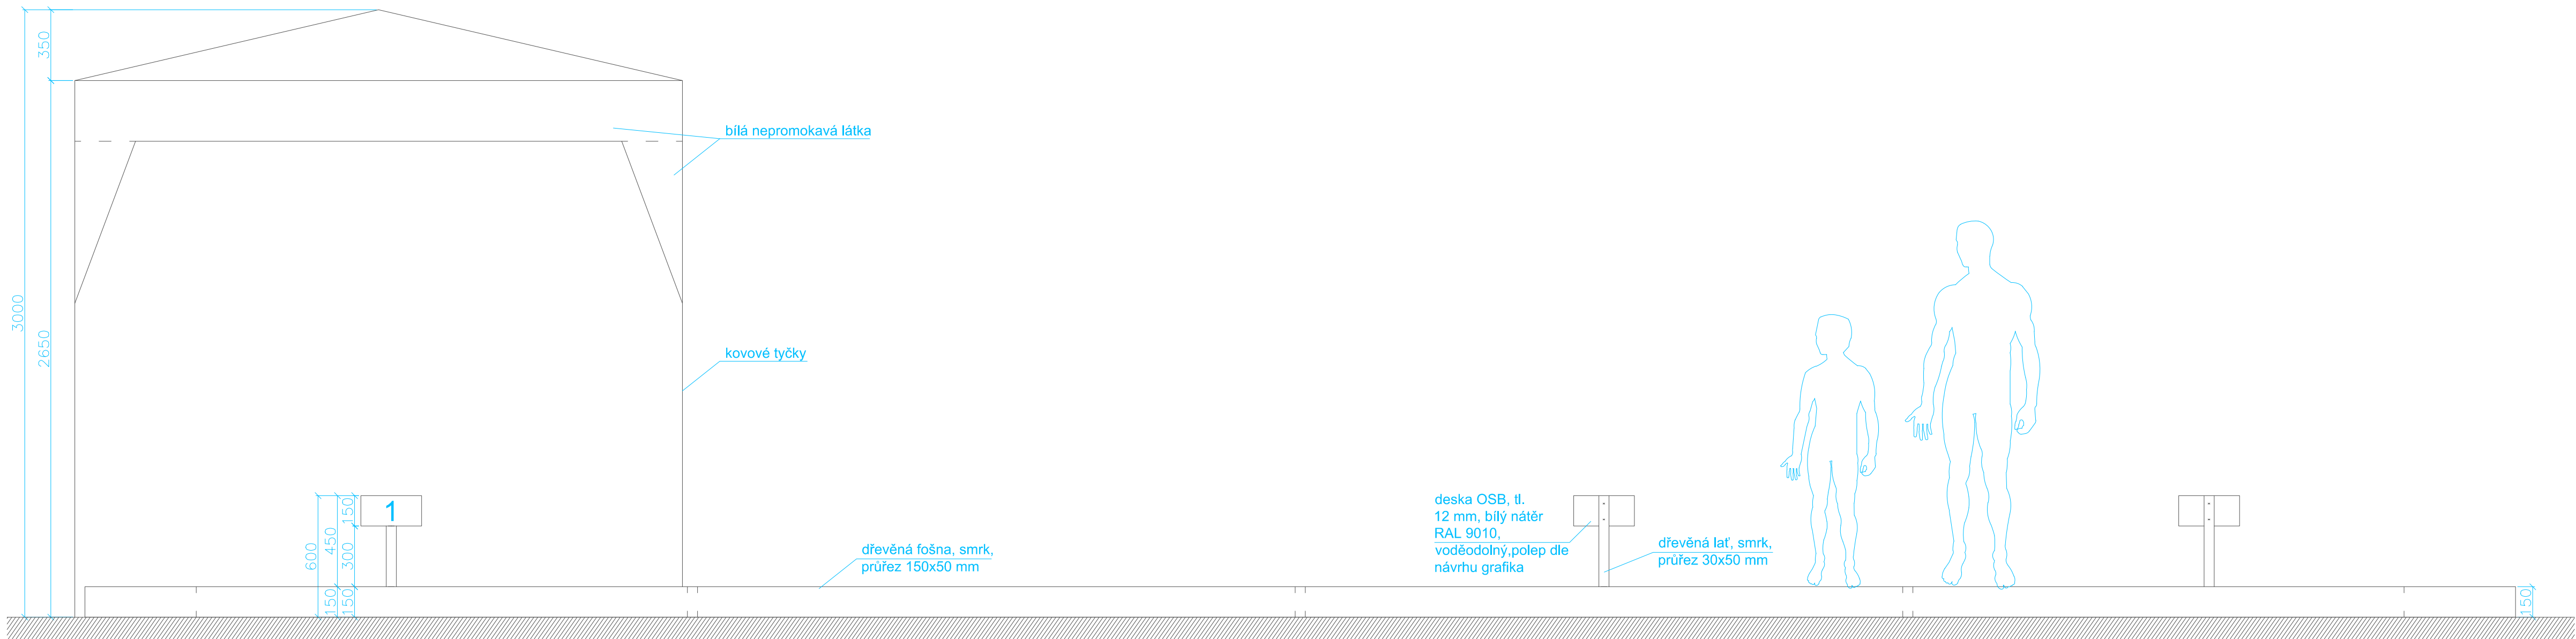 350
3000
2650
bílá nepromokavá látka
kovové tyčky
1
150
600
450
300
150
150
dřevěná fošna, smrk,
průřez 150x50 mm
deska OSB, tl.
12 mm, bílý nátěr
RAL 9010,
voděodolný,polep dle
návrhu grafika
dřevěná lať, smrk,
průřez 30x50 mm
150